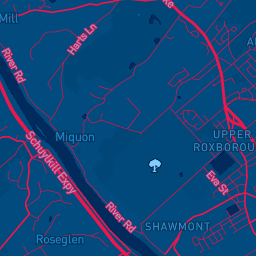 Mill
Harts Ln
River Rd
Miquon
Schuylkill Expy
UPPER
ROXBOROU
Eva St
River Rd
SHAWMONT
Roseglen